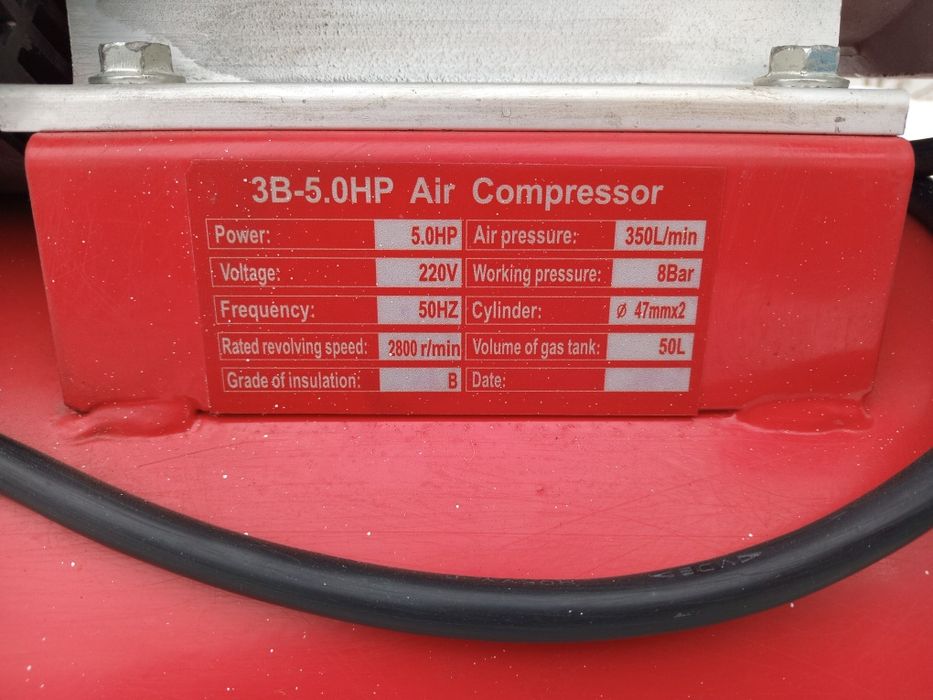 3B-5.0HP Air Compressor
Power: 5.0HP Air pressure: 350L/min
Voltage: 220V Working pressure: 8Bar
Frequency: 50HZ Cylinder: Ø 47mmx2
Rated revolving speed: 2800 r/min Volume of gas tank: 50L
Grade of insulation: B Date: